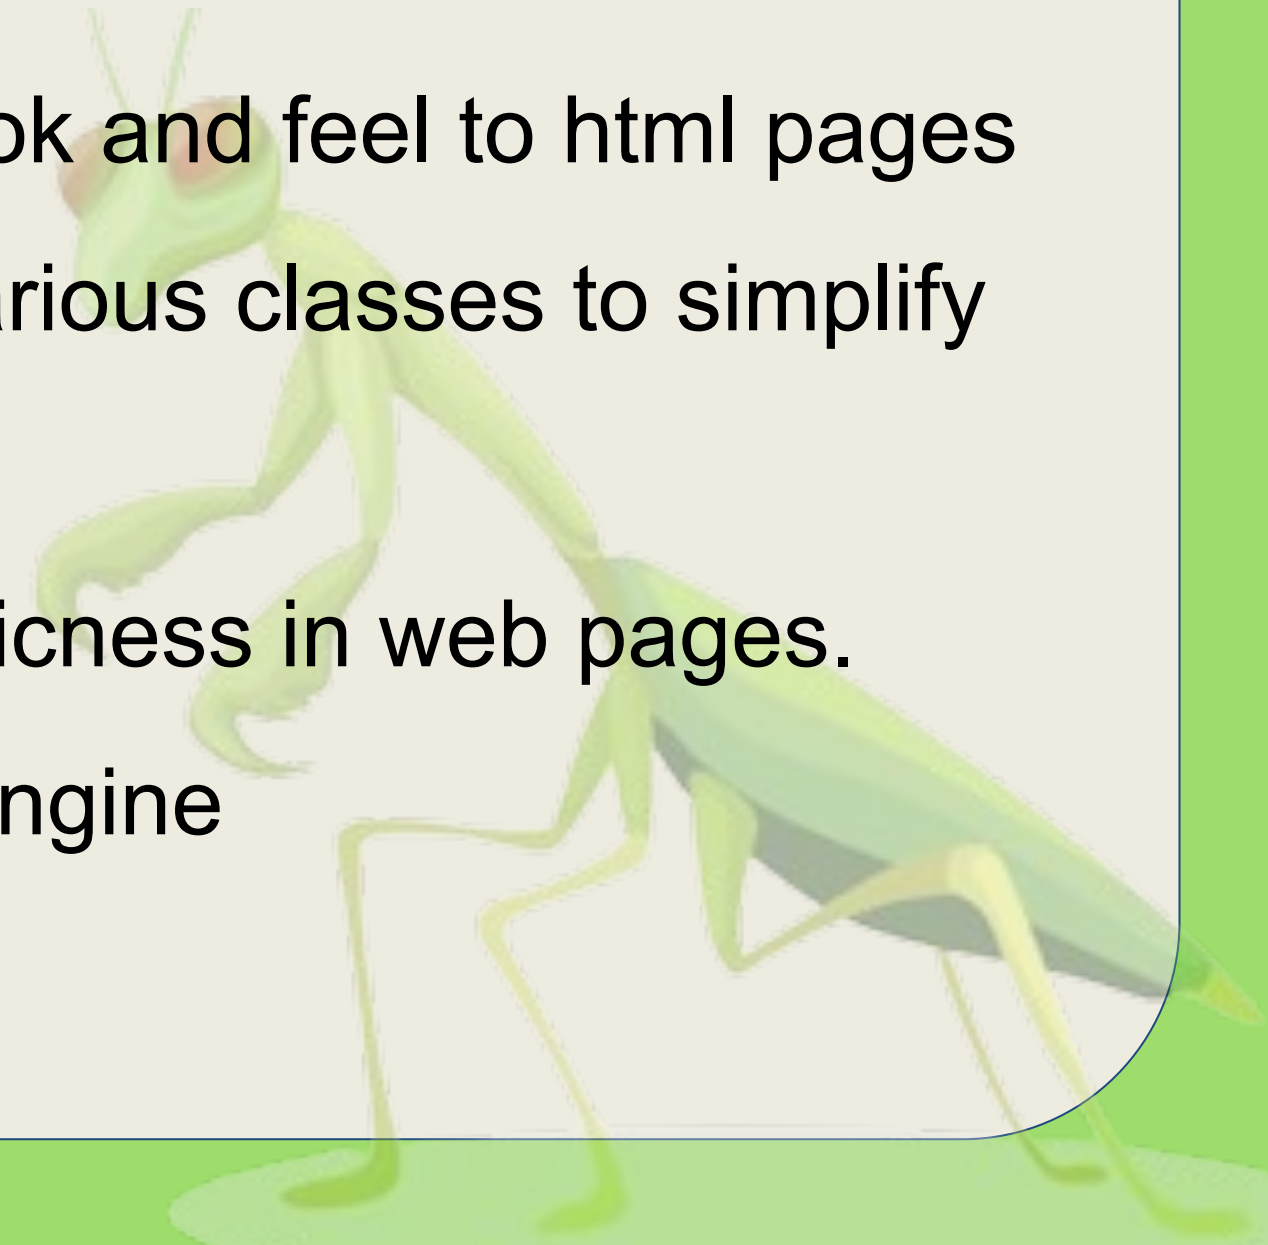 ok and feel to html pages
arious classes to simplify
icness in web pages.
ngine